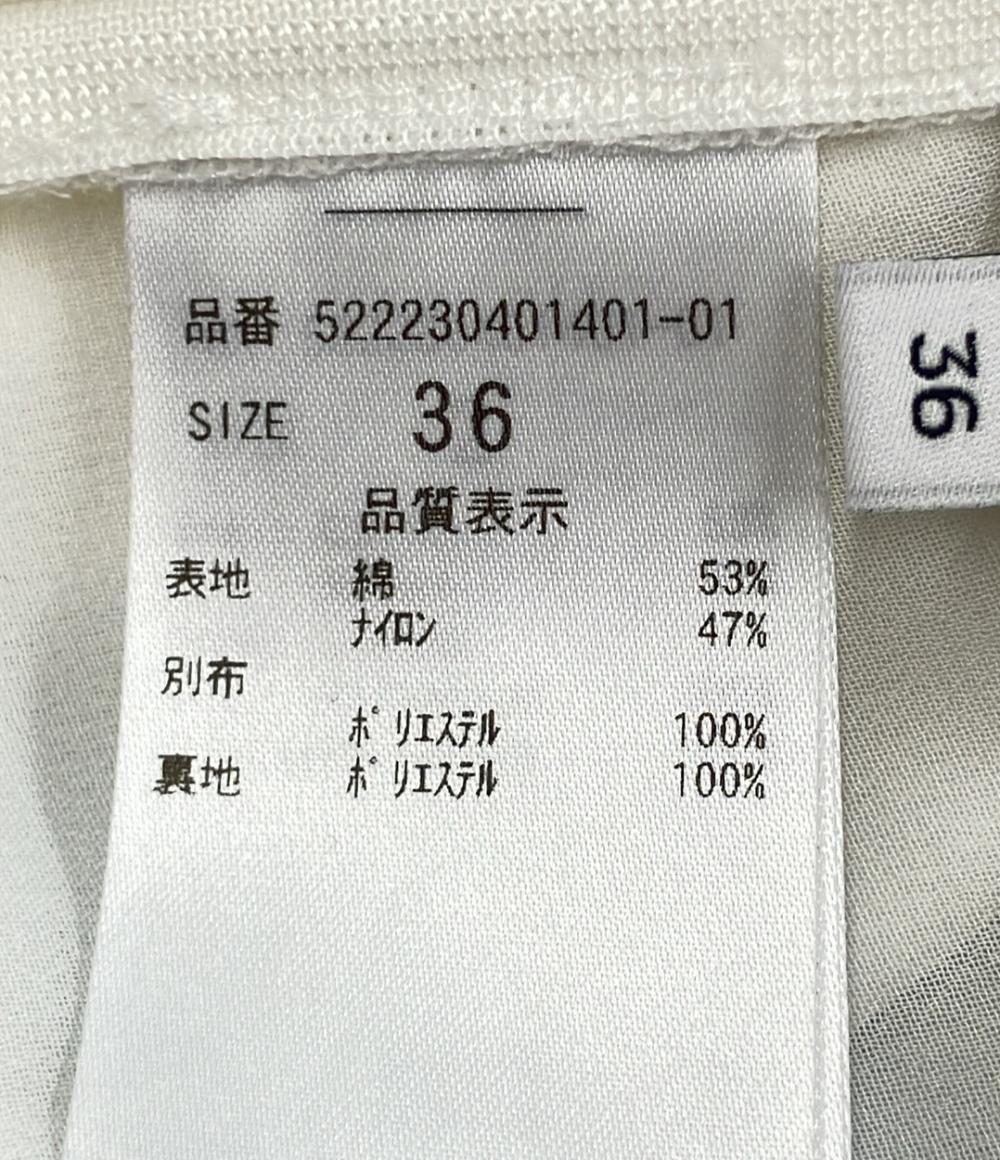 品番 522230401401-01
SIZE 36
品質表示
表地 綿 53%
ﾅｲﾛﾝ 47%
別布
ﾎﾟﾘｴｽﾃﾙ 100%
裏地 ﾎﾟﾘｴｽﾃﾙ 100%
36